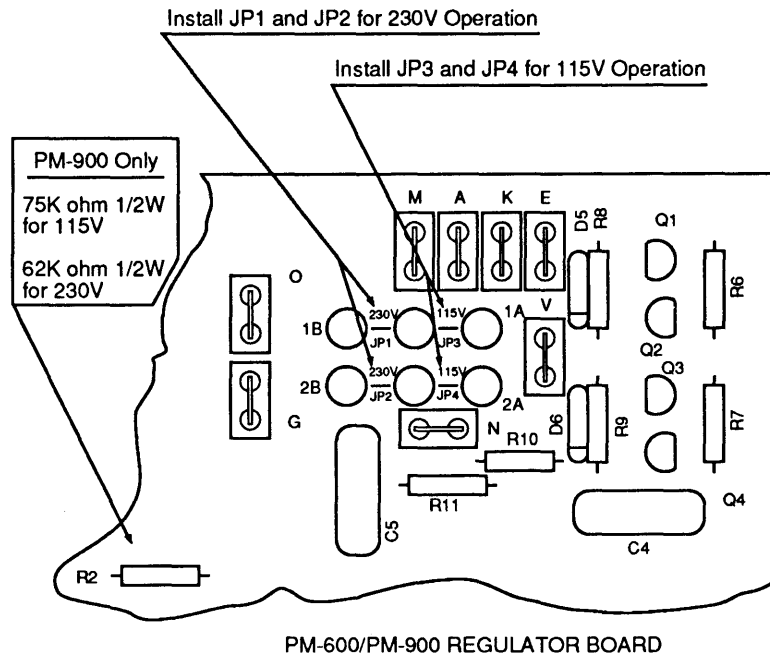 Install JP1 and JP2 for 230V Operation
Install JP3 and JP4 for 115V Operation
PM-900 Only
75K ohm 1/2W
for 115V
62K ohm 1/2W
for 230V
M A K E
D5
R8
Q1
R6
O
1B
230V
JP1
115V
JP3
1A
V
Q2
Q3
2B
230V
JP2
115V
JP4
2A
G
N
D6
R9
R7
R10
R11
C5
Q4
C4
R2
PM-600/PM-900 REGULATOR BOARD